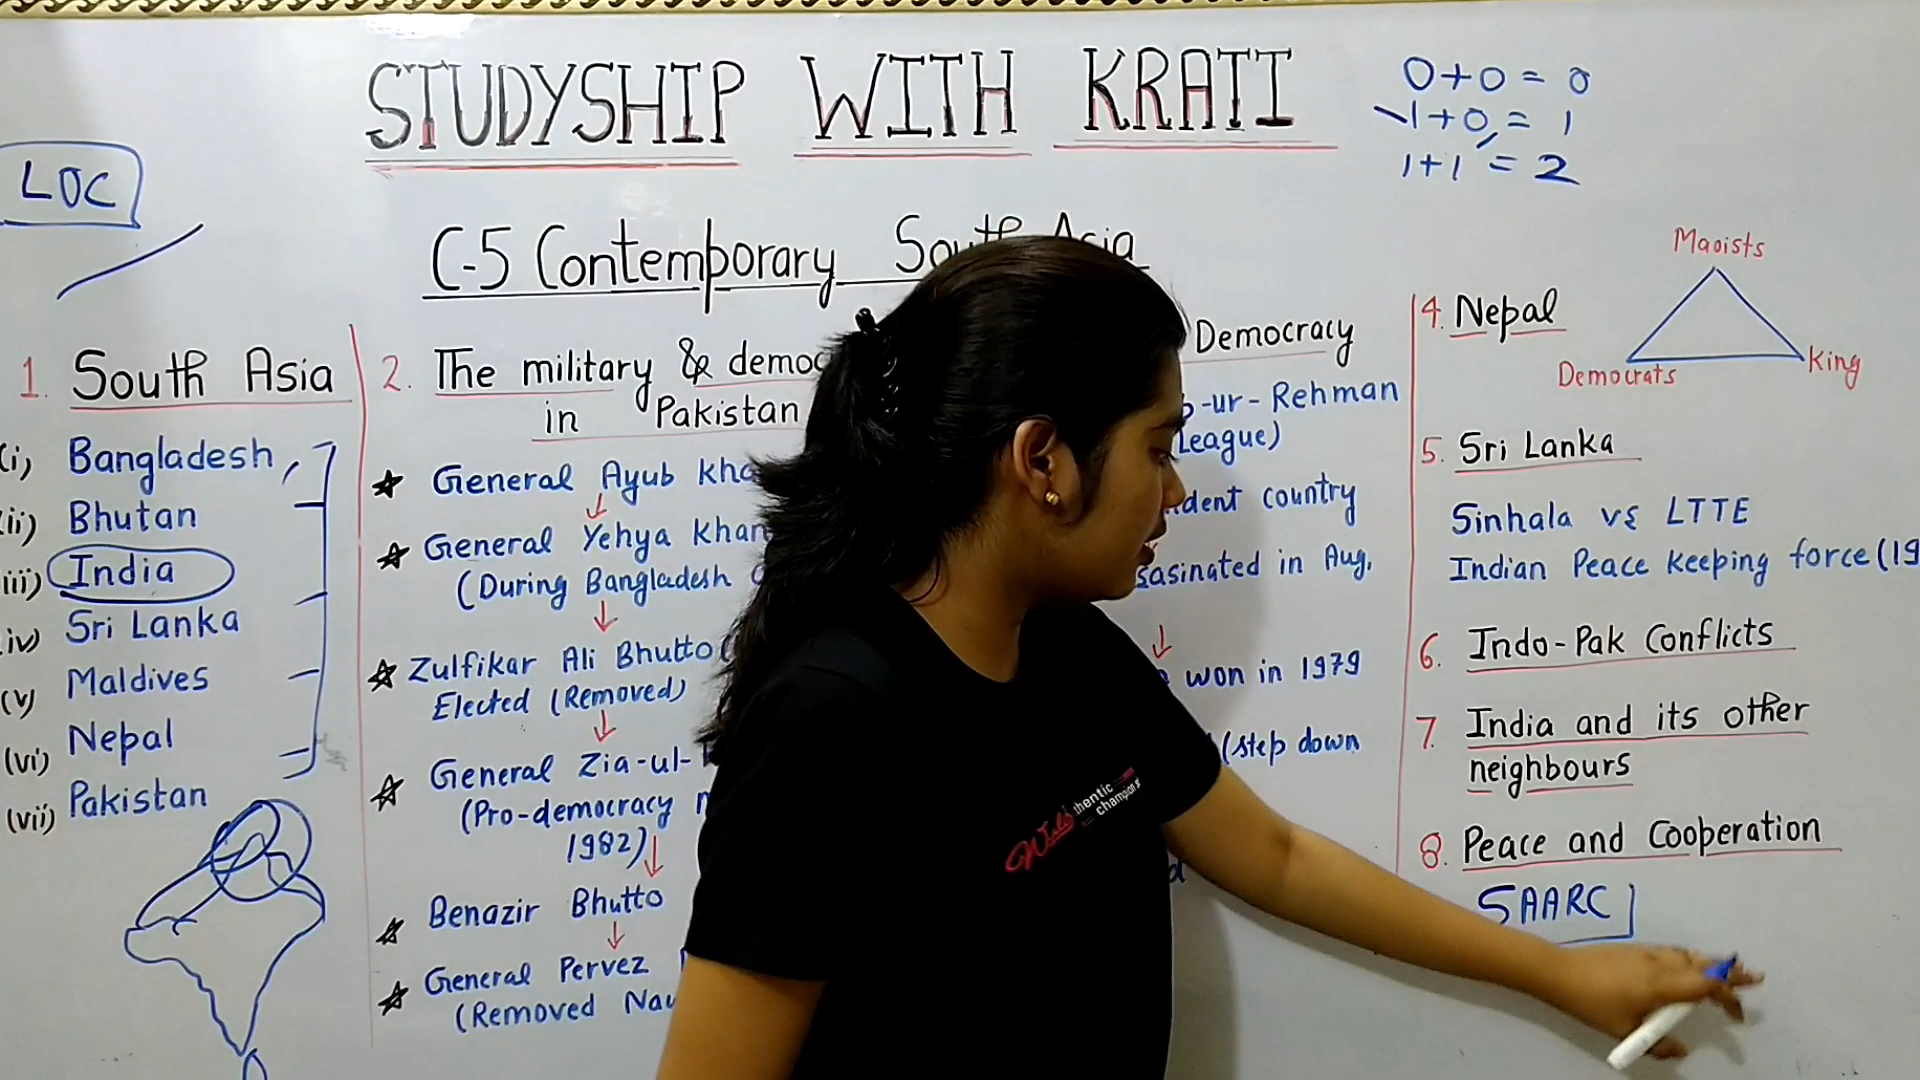 STUDYSHIP WITH KRATI
0+0 = 0
1+0 = 1
1+1 = 2
LOC
C-5 Contemporary South Asia
1. South Asia
(i) Bangladesh
(ii) Bhutan
(iii) India
(iv) Sri Lanka
(v) Maldives
(vi) Nepal
(vii) Pakistan
2. The military &
in Pakistan
General Ayub
General Yehya Khan
(During Bangladesh
Zulfikar Ali Bhutto
Elected (Removed)
General Zia-ul-
(Pro-democracy
1982)
Benazir Bhutto
General Pervez
(Removed
Democracy
-ur-Rehman
League)
country
in Aug.
won in 1979
(step down
4. Nepal
Maoists
Democrats
King
5. Sri Lanka
Sinhala vs LTTE
Indian Peace keeping force (19
6. Indo-Pak Conflicts
7. India and its other
neighbours
8. Peace and Cooperation
SAARC
Wild
thentic
champions